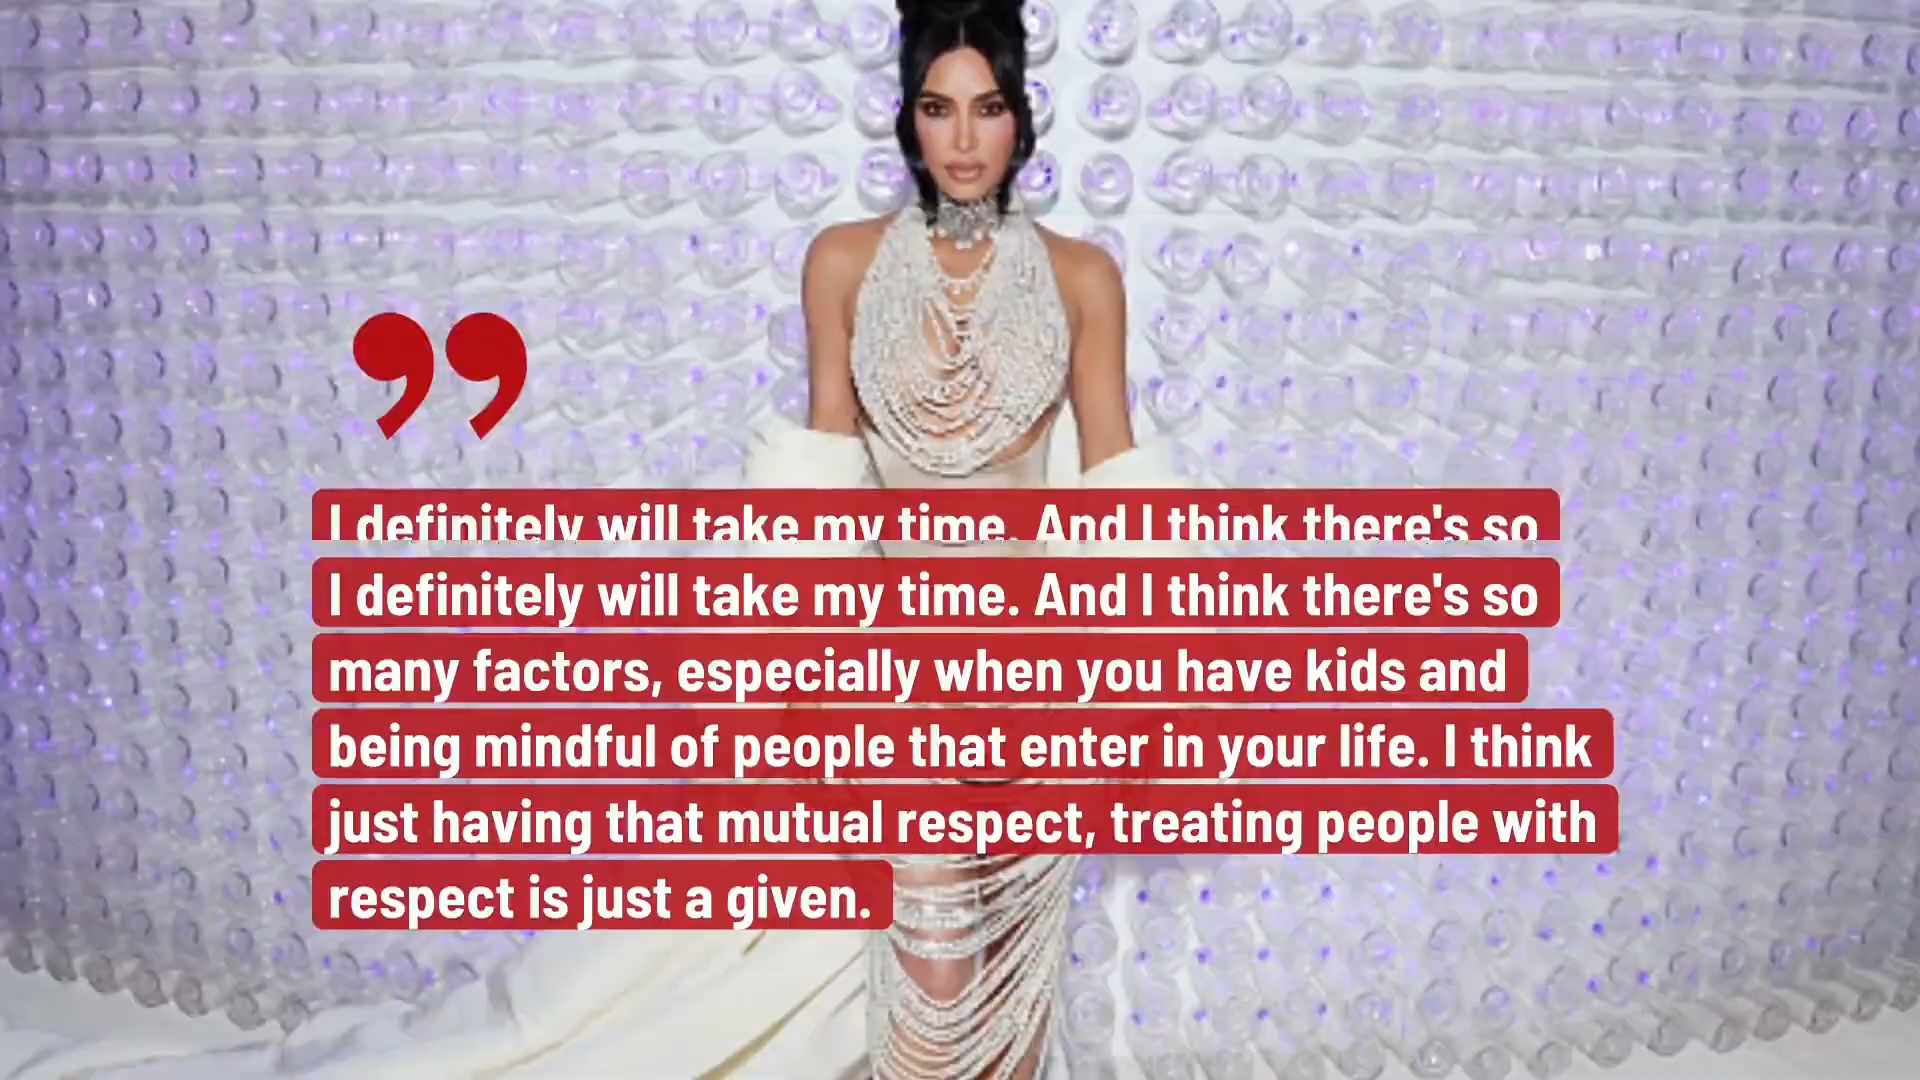 ”
I definitely will take my time. And I think there's so
I definitely will take my time. And I think there's so
many factors, especially when you have kids and
being mindful of people that enter in your life. I think
just having that mutual respect, treating people with
respect is just a given.